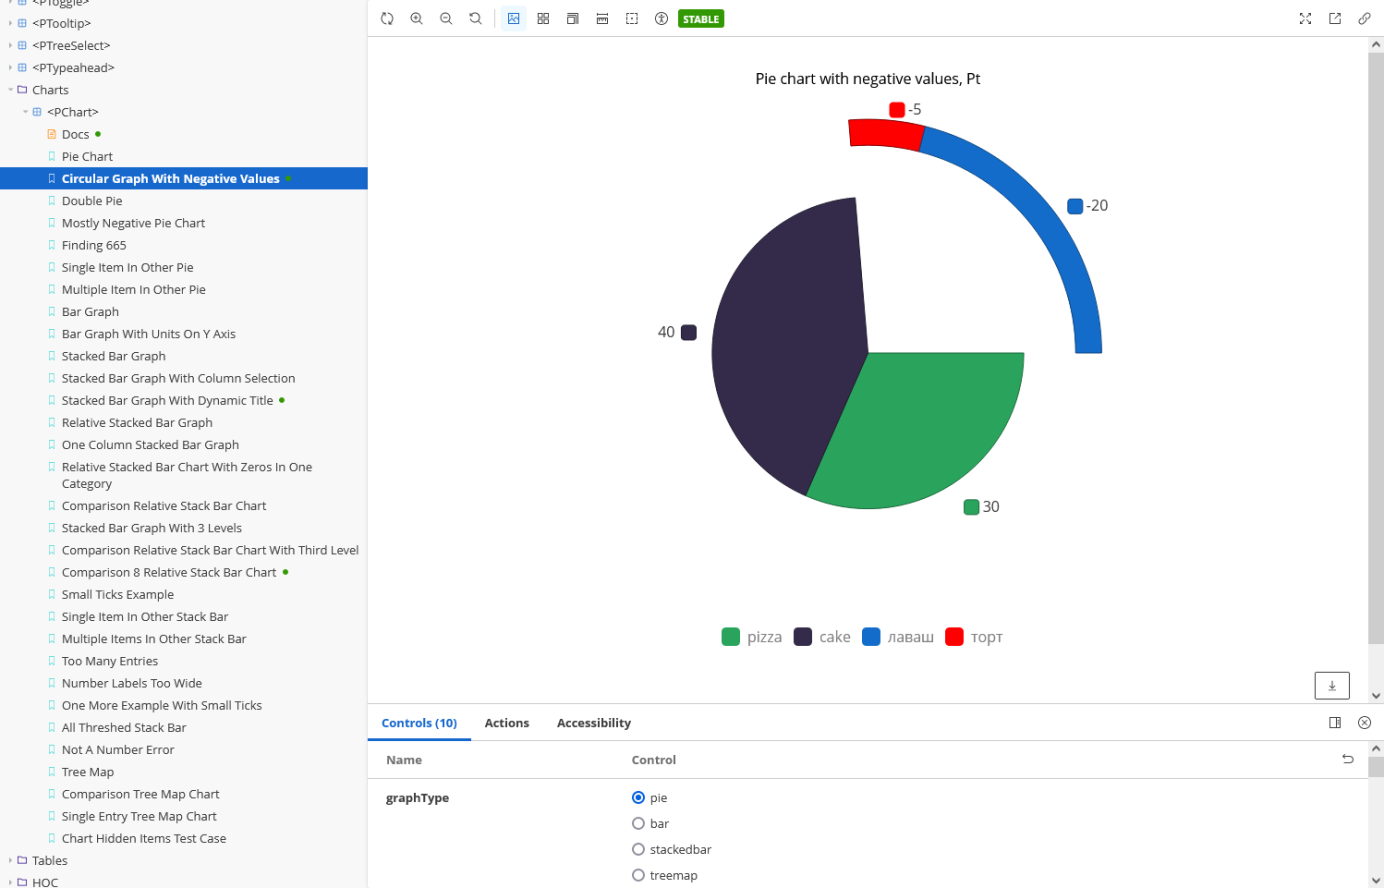 <PToggle>
<PTooltip>
<PTreeSelect>
<PTypeahead>
Charts
<PChart>
Docs
Pie Chart
Circular Graph With Negative Values
Double Pie
Mostly Negative Pie Chart
Finding 665
Single Item In Other Pie
Multiple Item In Other Pie
Bar Graph
Bar Graph With Units On Y Axis
Stacked Bar Graph
Stacked Bar Graph With Column Selection
Stacked Bar Graph With Dynamic Title
Relative Stacked Bar Graph
One Column Stacked Bar Graph
Relative Stacked Bar Chart With Zeros In One
Category
Comparison Relative Stack Bar Chart
Stacked Bar Graph With 3 Levels
Comparison Relative Stack Bar Chart With Third Level
Comparison 8 Relative Stack Bar Chart
Small Ticks Example
Single Item In Other Stack Bar
Multiple Items In Other Stack Bar
Too Many Entries
Number Labels Too Wide
One More Example With Small Ticks
All Threshed Stack Bar
Not A Number Error
Tree Map
Comparison Tree Map Chart
Single Entry Tree Map Chart
Chart Hidden Items Test Case
Tables
HOC
STABLE
Pie chart with negative values, Pt
-5
-20
40
30
pizza cake лаваш торт
Controls (10) Actions Accessibility
Name Control
graphType pie
bar
stackedbar
treemap